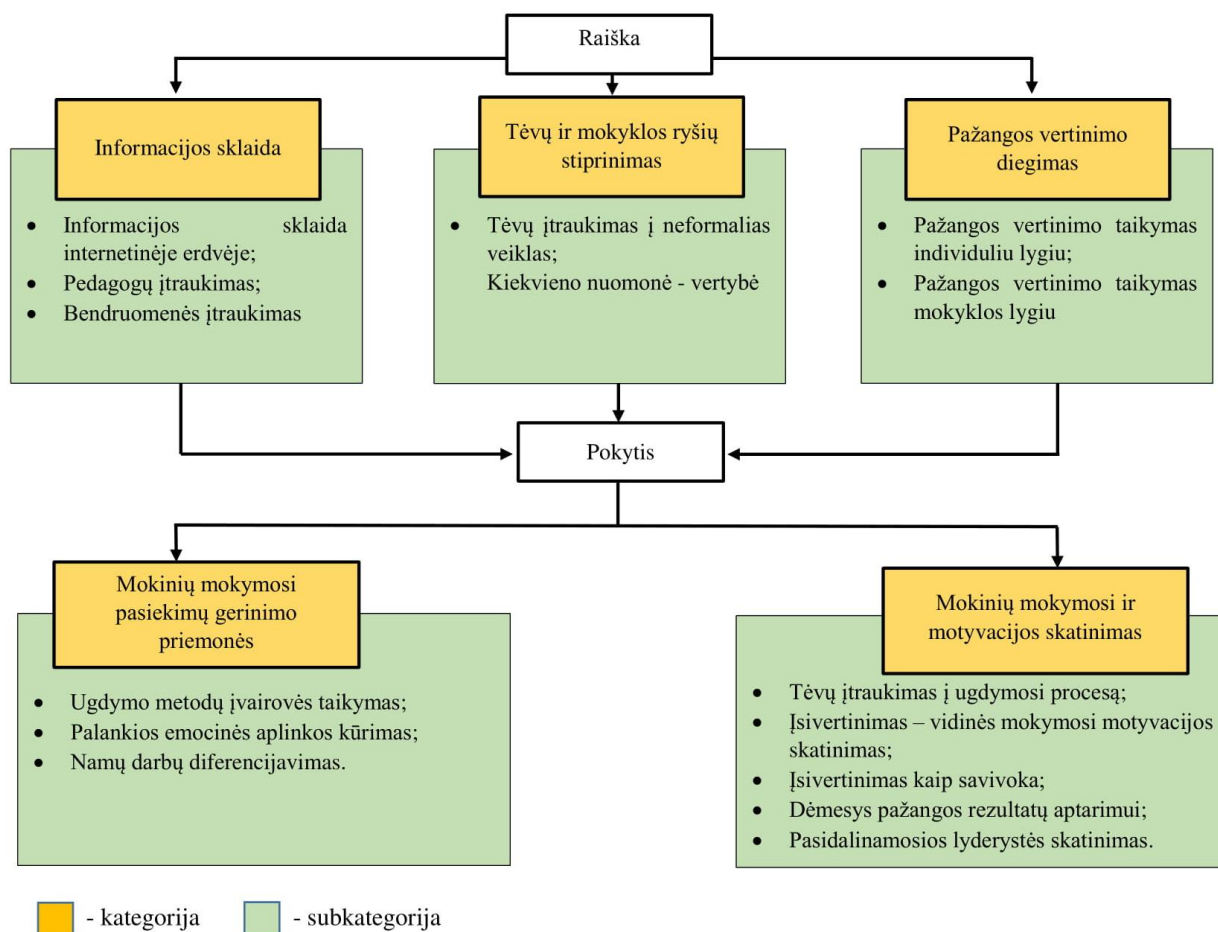 Raiška
Informacijos sklaida
• Informacijos sklaida
internetinėje erdvėje;
• Pedagogų įtraukimas;
• Bendruomenės įtraukimas
Tėvų ir mokyklos ryšių
stiprinimas
• Tėvų įtraukimas į neformalias
veiklas;
Kiekvieno nuomonė - vertybė
Pažangos vertinimo
diegimas
• Pažangos vertinimo taikymas
individuliu lygiu;
• Pažangos vertinimo taikymas
mokyklos lygiu
Pokytis
Mokinių mokymosi
pasiekimų gerinimo
priemonės
• Ugdymo metodų įvairovės taikymas;
• Palankios emocinės aplinkos kūrimas;
• Namų darbų diferencijavimas.
Mokinių mokymosi ir
motyvacijos skatinimas
• Tėvų įtraukimas į ugdymosi procesą;
• Įsivertinimas – vidinės mokymosi motyvacijos
skatinimas;
• Įsivertinimas kaip savivoka;
• Dėmesys pažangos rezultatų aptarimui;
• Pasidalinamosios lyderystės skatinimas.
- kategorija
- subkategorija